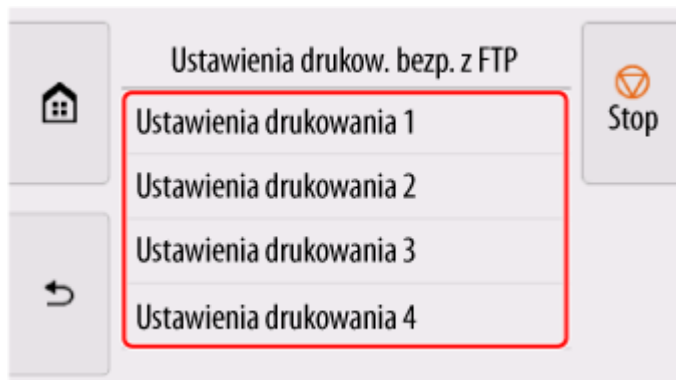 Ustawienia drukow. bezp. z FTP
Stop
Ustawienia drukowania 1
Ustawienia drukowania 2
Ustawienia drukowania 3
Ustawienia drukowania 4